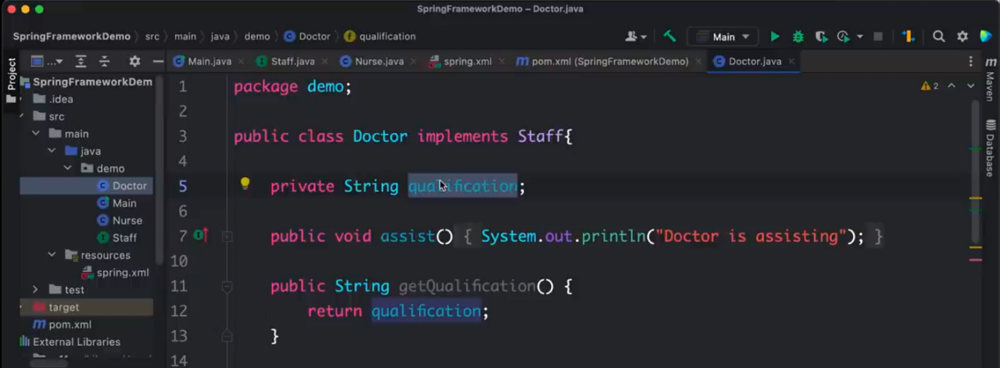 SpringFrameworkDemo – Doctor.java
SpringFrameworkDemo src main java demo Doctor qualification
Main
Project
Main.java Staff.java Nurse.java spring.xml pom.xml (SpringFrameworkDemo) Doctor.java
SpringFrameworkDem
.idea
src
main
java
demo
Doctor
Main
Nurse
Staff
resources
spring.xml
test
target
pom.xml
External Libraries
1 package demo;
2
3 public class Doctor implements Staff{
4
5 private String qualification;
6
7 public void assist() { System.out.println("Doctor is assisting"); }
10
11 public String getQualification() {
12 return qualification;
13 }
14
2
Maven
Database